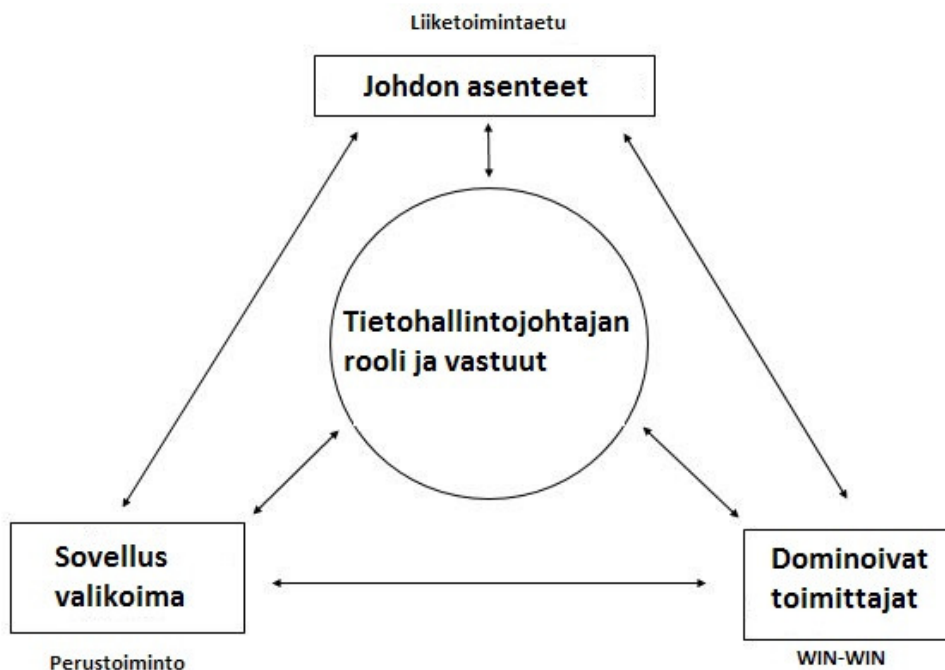 Liiketoimintaetu
Johdon asenteet
Tietohallintojohtajan
rooli ja vastuut
Sovellus
valikoima
Perustoiminto
Dominoivat
toimittajat
WIN-WIN